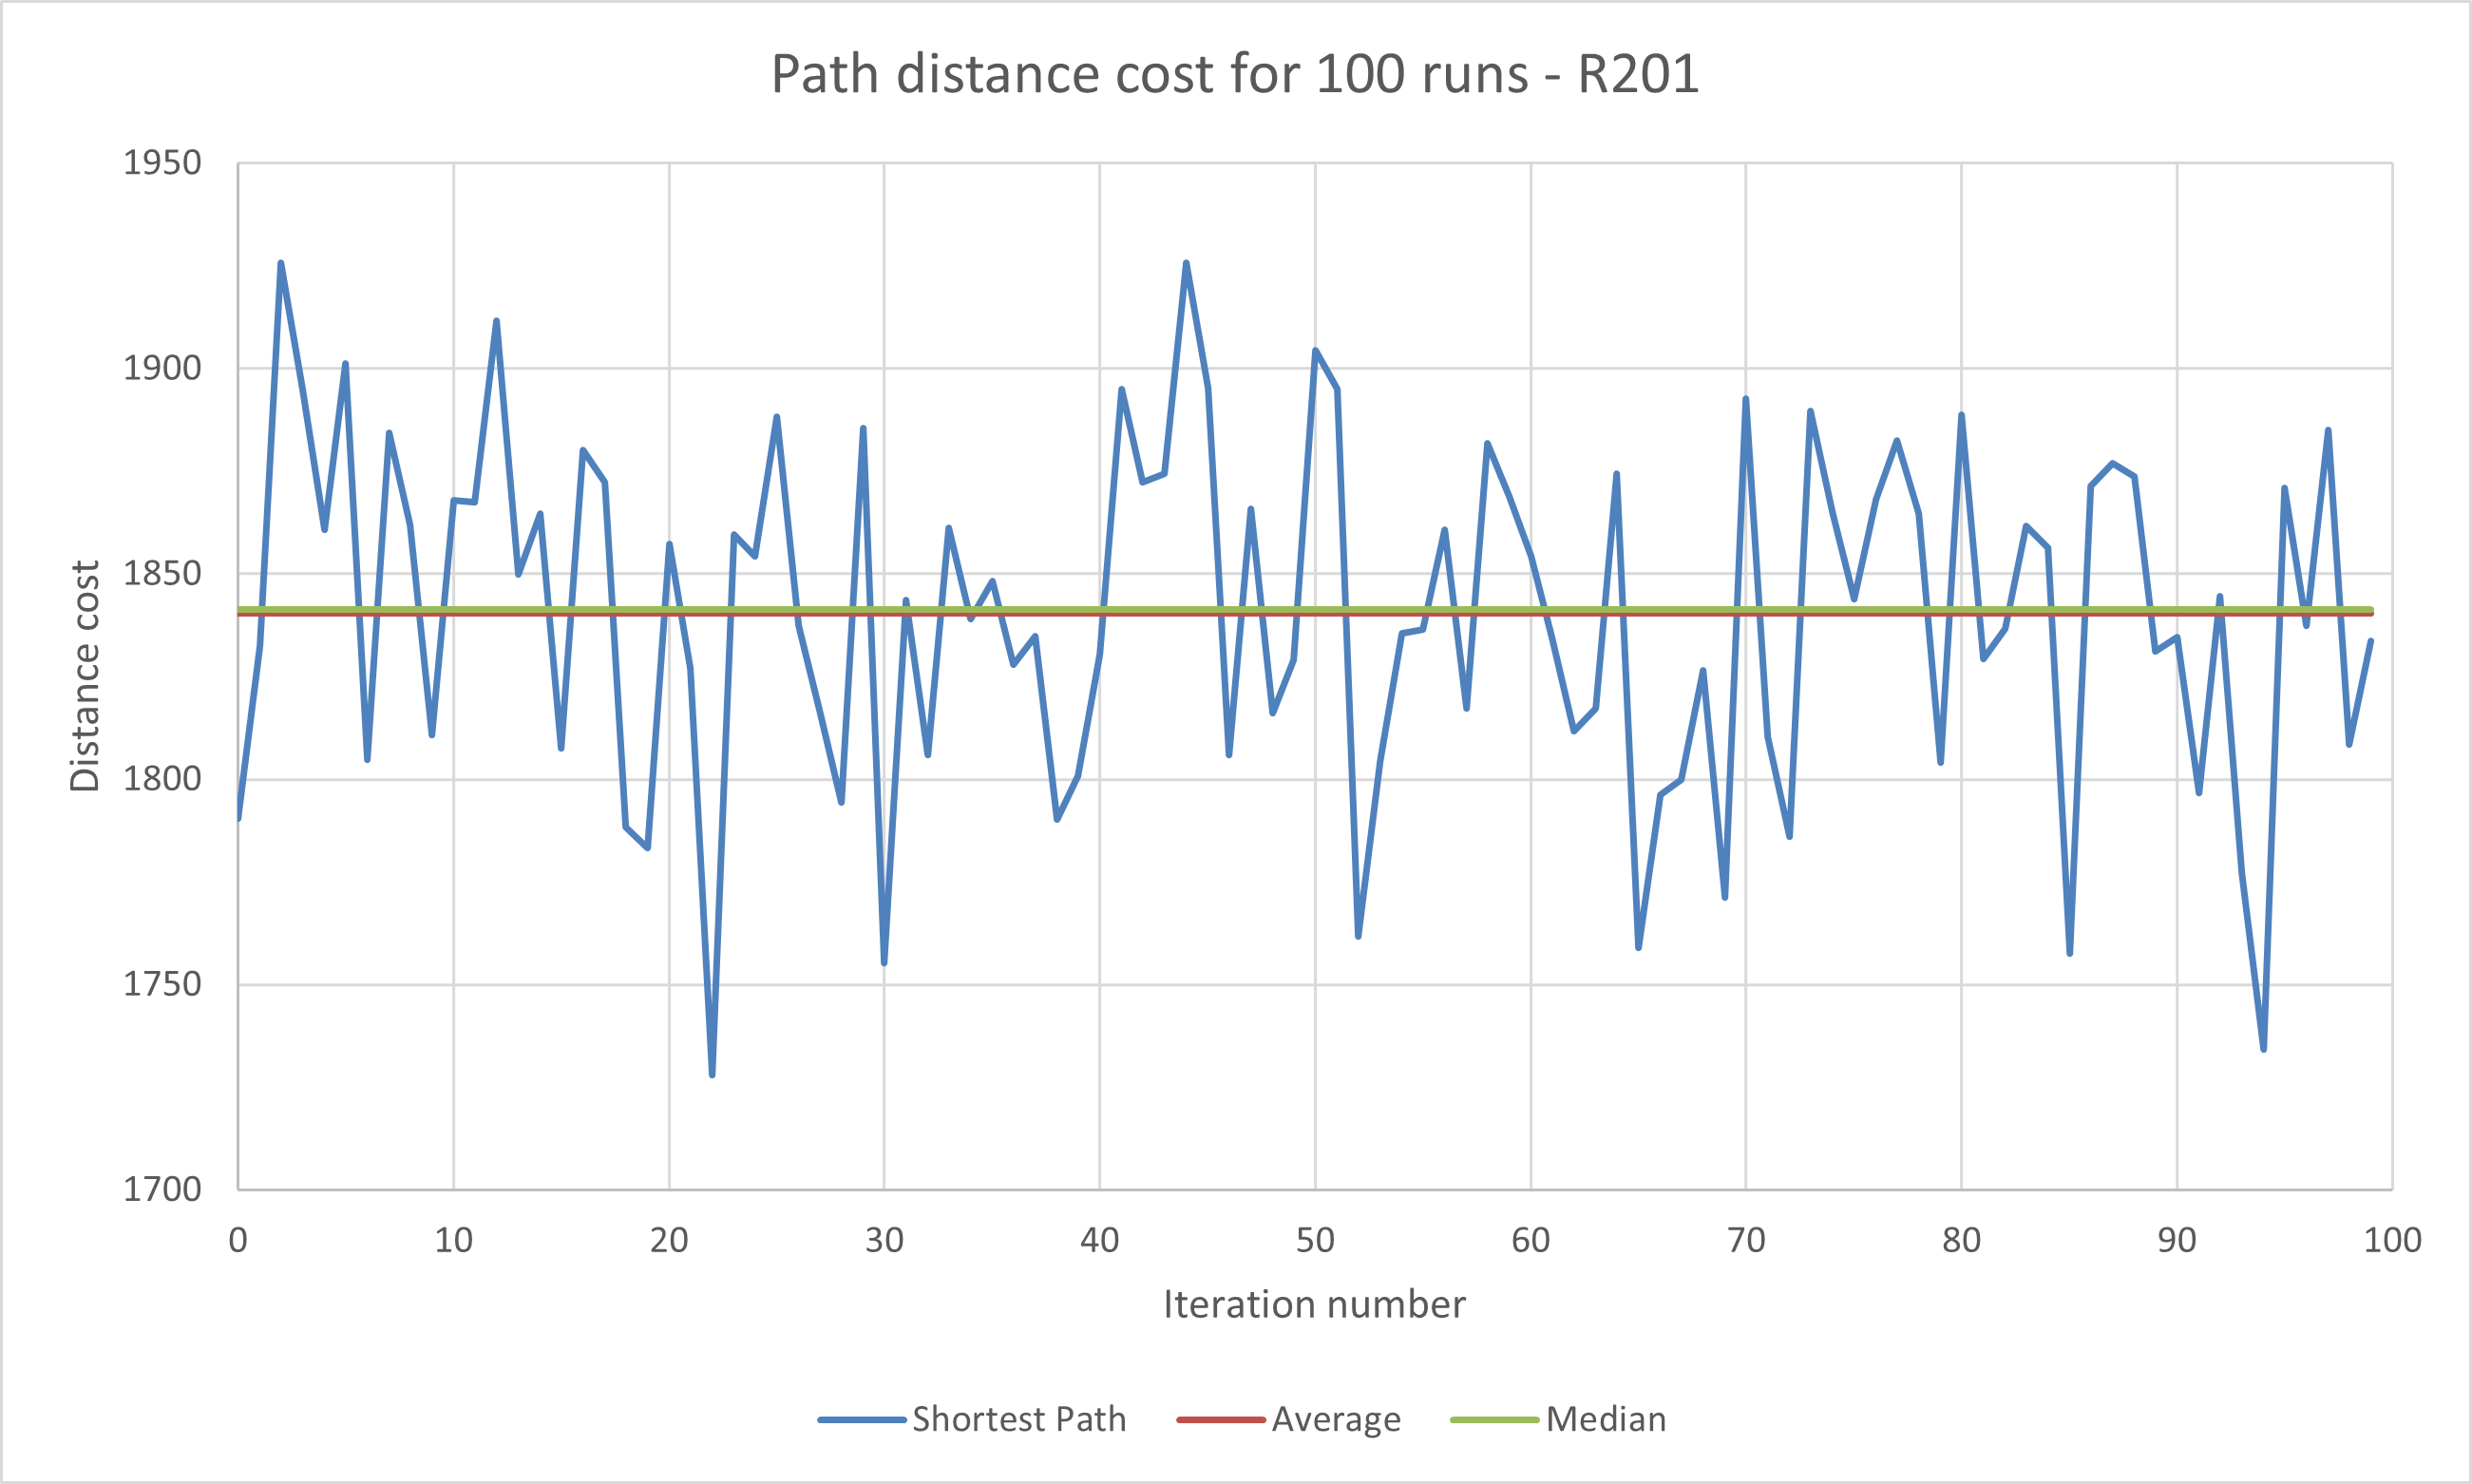 Path distance cost for 100 runs - R201
1950
1900
1850
1800
1750
1700
Distance cost
0 10 20 30 40 50 60 70 80 90 100
Iteration number
Shortest Path Average Median